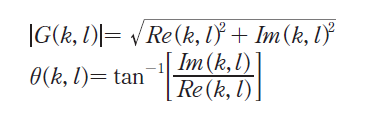 |G(k, l)|= √Re(k, l)² + Im(k, l)²
θ(k, l)= tan⁻¹[Im(k, l)/Re(k, l)]